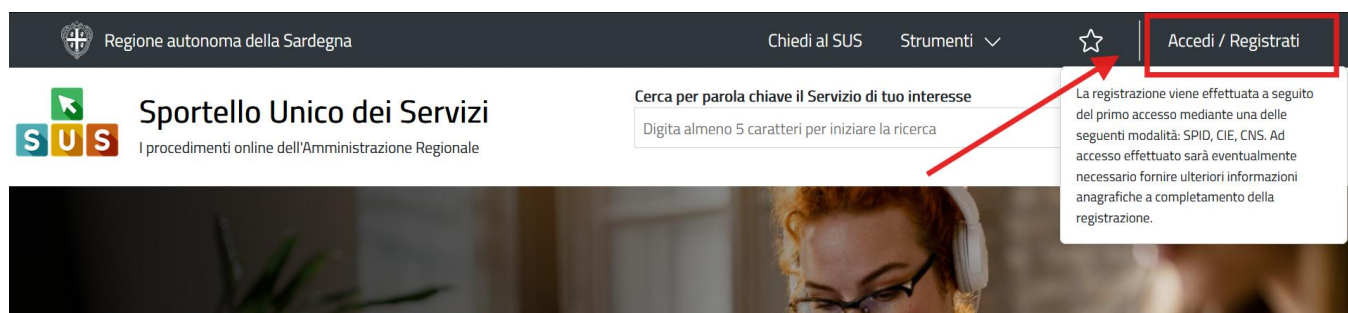 Regione autonoma della Sardegna
Chiedi al SUS
Strumenti
Accedi / Registrati
SUS
Sportello Unico dei Servizi
I procedimenti online dell'Amministrazione Regionale
Cerca per parola chiave il Servizio di tuo interesse
Digita almeno 5 caratteri per iniziare la ricerca
La registrazione viene effettuata a seguito
del primo accesso mediante una delle
seguenti modalità: SPID, CIE, CNS. Ad
accesso effettuato sarà eventualmente
necessario fornire ulteriori informazioni
anagrafiche a completamento della
registrazione.